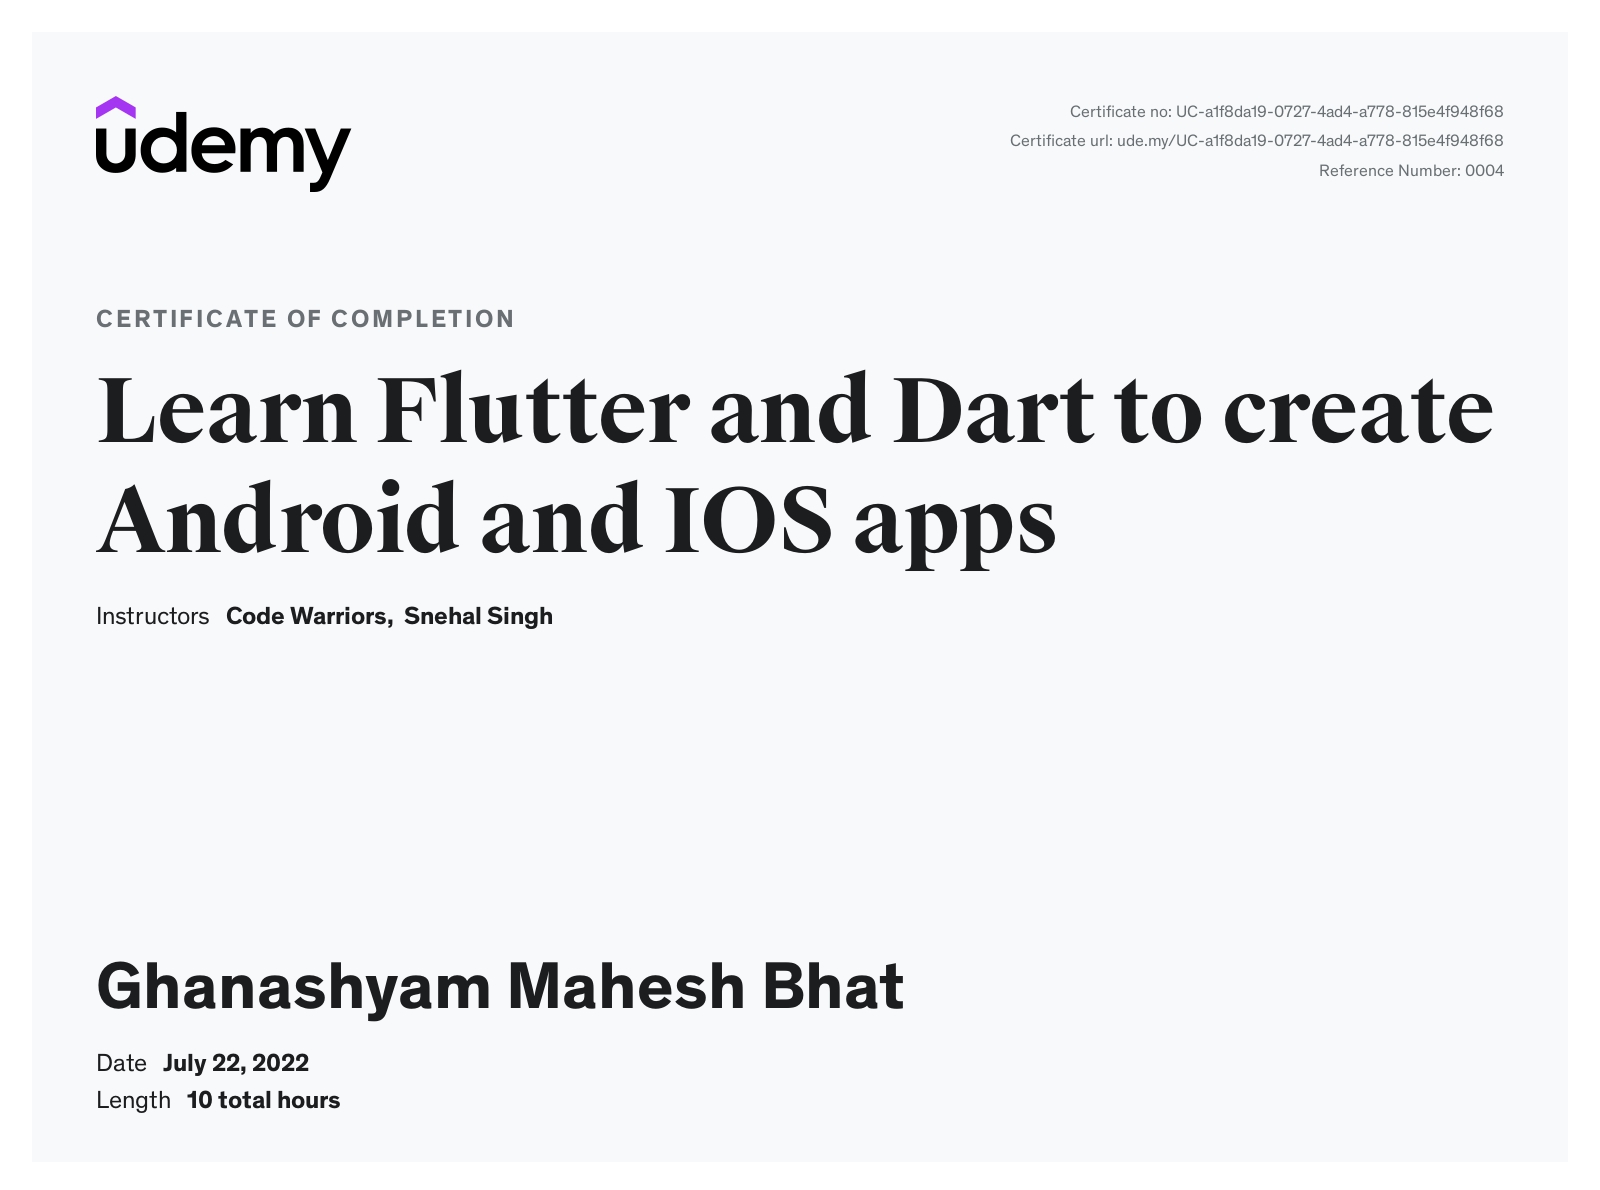 udemy
Certificate no: UC-a1f8da19-0727-4ad4-a778-815e4f948f68
Certificate url: ude.my/UC-a1f8da19-0727-4ad4-a778-815e4f948f68
Reference Number: 0004
CERTIFICATE OF COMPLETION
Learn Flutter and Dart to create
Android and IOS apps
Instructors Code Warriors, Snehal Singh
Ghanashyam Mahesh Bhat
Date July 22, 2022
Length 10 total hours